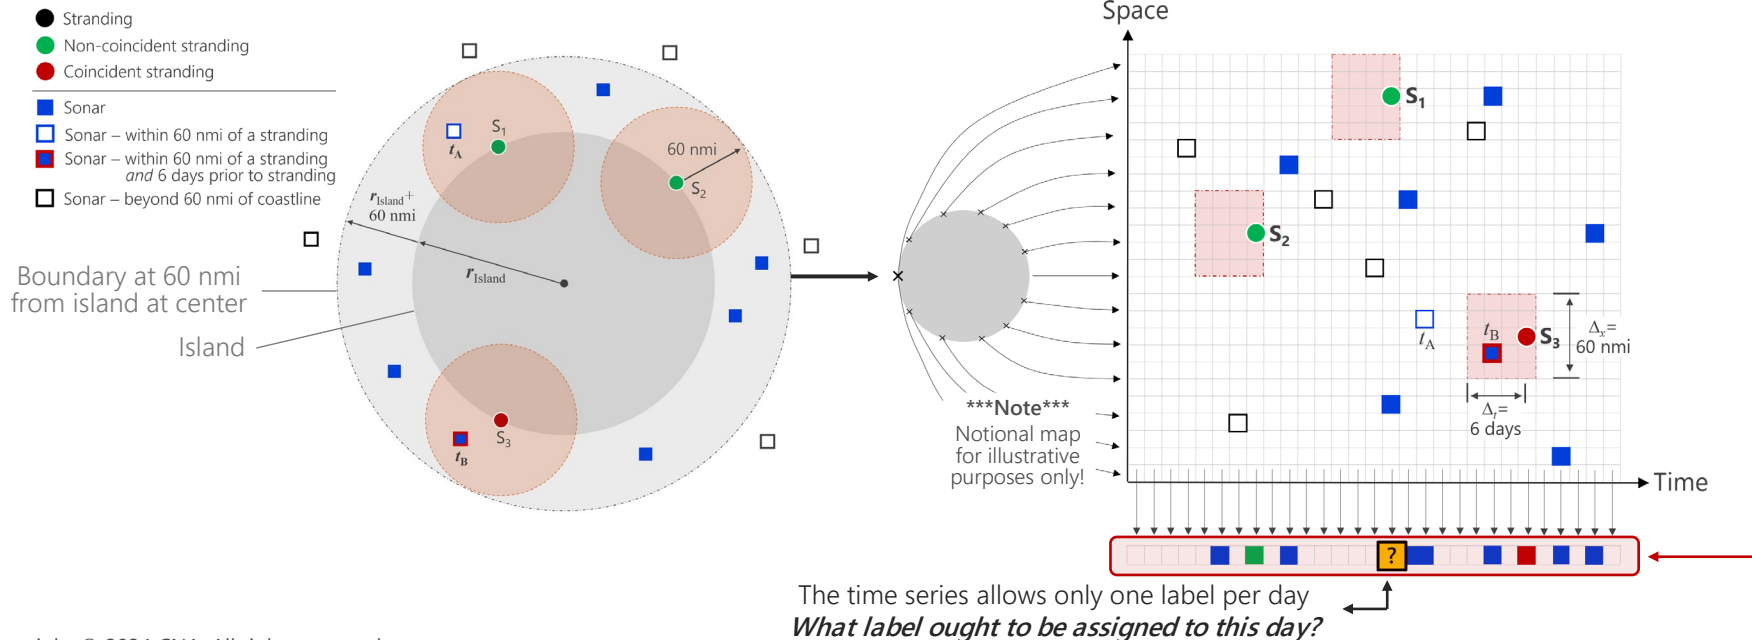 Stranding
Non-coincident stranding
Coincident stranding
Sonar
Sonar – within 60 nmi of a stranding
Sonar – within 60 nmi of a stranding
and 6 days prior to stranding
Sonar – beyond 60 nmi of coastline
Boundary at 60 nmi
from island at center
Island
S1
tA
60 nmi
S2
rIsland+
60 nmi
rIsland
S3
tB
Space
S1
S2
tA
tB
S3
Δx=
60 nmi
Δt=
6 days
Time
***Note***
Notional map
for illustrative
purposes only!
?
The time series allows only one label per day
What label ought to be assigned to this day?